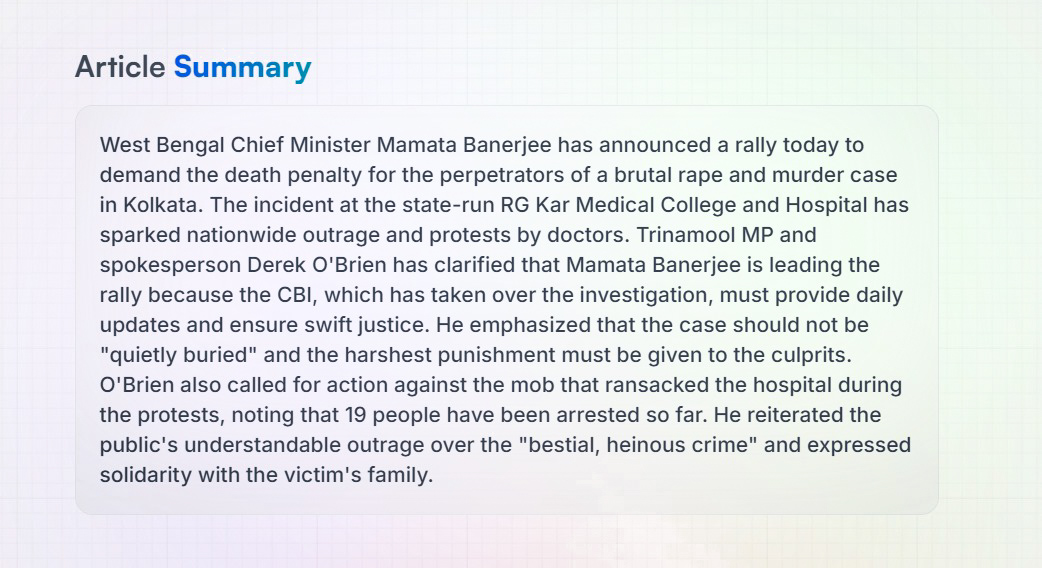 Article Summary
West Bengal Chief Minister Mamata Banerjee has announced a rally today to
demand the death penalty for the perpetrators of a brutal rape and murder case
in Kolkata. The incident at the state-run RG Kar Medical College and Hospital has
sparked nationwide outrage and protests by doctors. Trinamool MP and
spokesperson Derek O'Brien has clarified that Mamata Banerjee is leading the
rally because the CBI, which has taken over the investigation, must provide daily
updates and ensure swift justice. He emphasized that the case should not be
"quietly buried" and the harshest punishment must be given to the culprits.
O'Brien also called for action against the mob that ransacked the hospital during
the protests, noting that 19 people have been arrested so far. He reiterated the
public's understandable outrage over the "bestial, heinous crime" and expressed
solidarity with the victim's family.